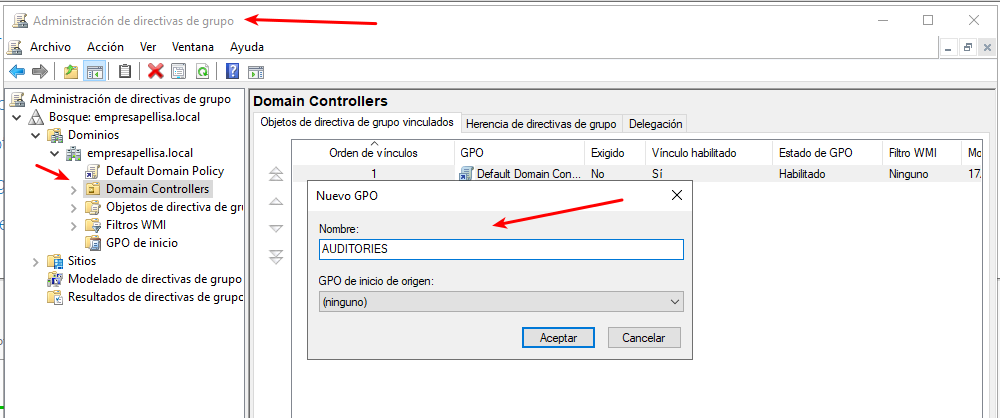 Administración de directivas de grupo
Archivo Acción Ver Ventana Ayuda
Administración de directivas de grupo
Bosque: empresapellisa.local
Dominios
empresapellisa.local
Default Domain Policy
Domain Controllers
Objetos de directiva de gru
Filtros WMI
GPO de inicio
Sitios
Modelado de directivas de grupo
Resultados de directivas de grupo
Domain Controllers
Objetos de directiva de grupo vinculados Herencia de directivas de grupo Delegación
Orden de vínculos GPO Exigido Vínculo habilitado Estado de GPO Filtro WMI Mo
1 Default Domain Con... No Sí Habilitado Ninguno 17.
Nuevo GPO
Nombre:
AUDITORIES
GPO de inicio de origen:
(ninguno)
Aceptar Cancelar